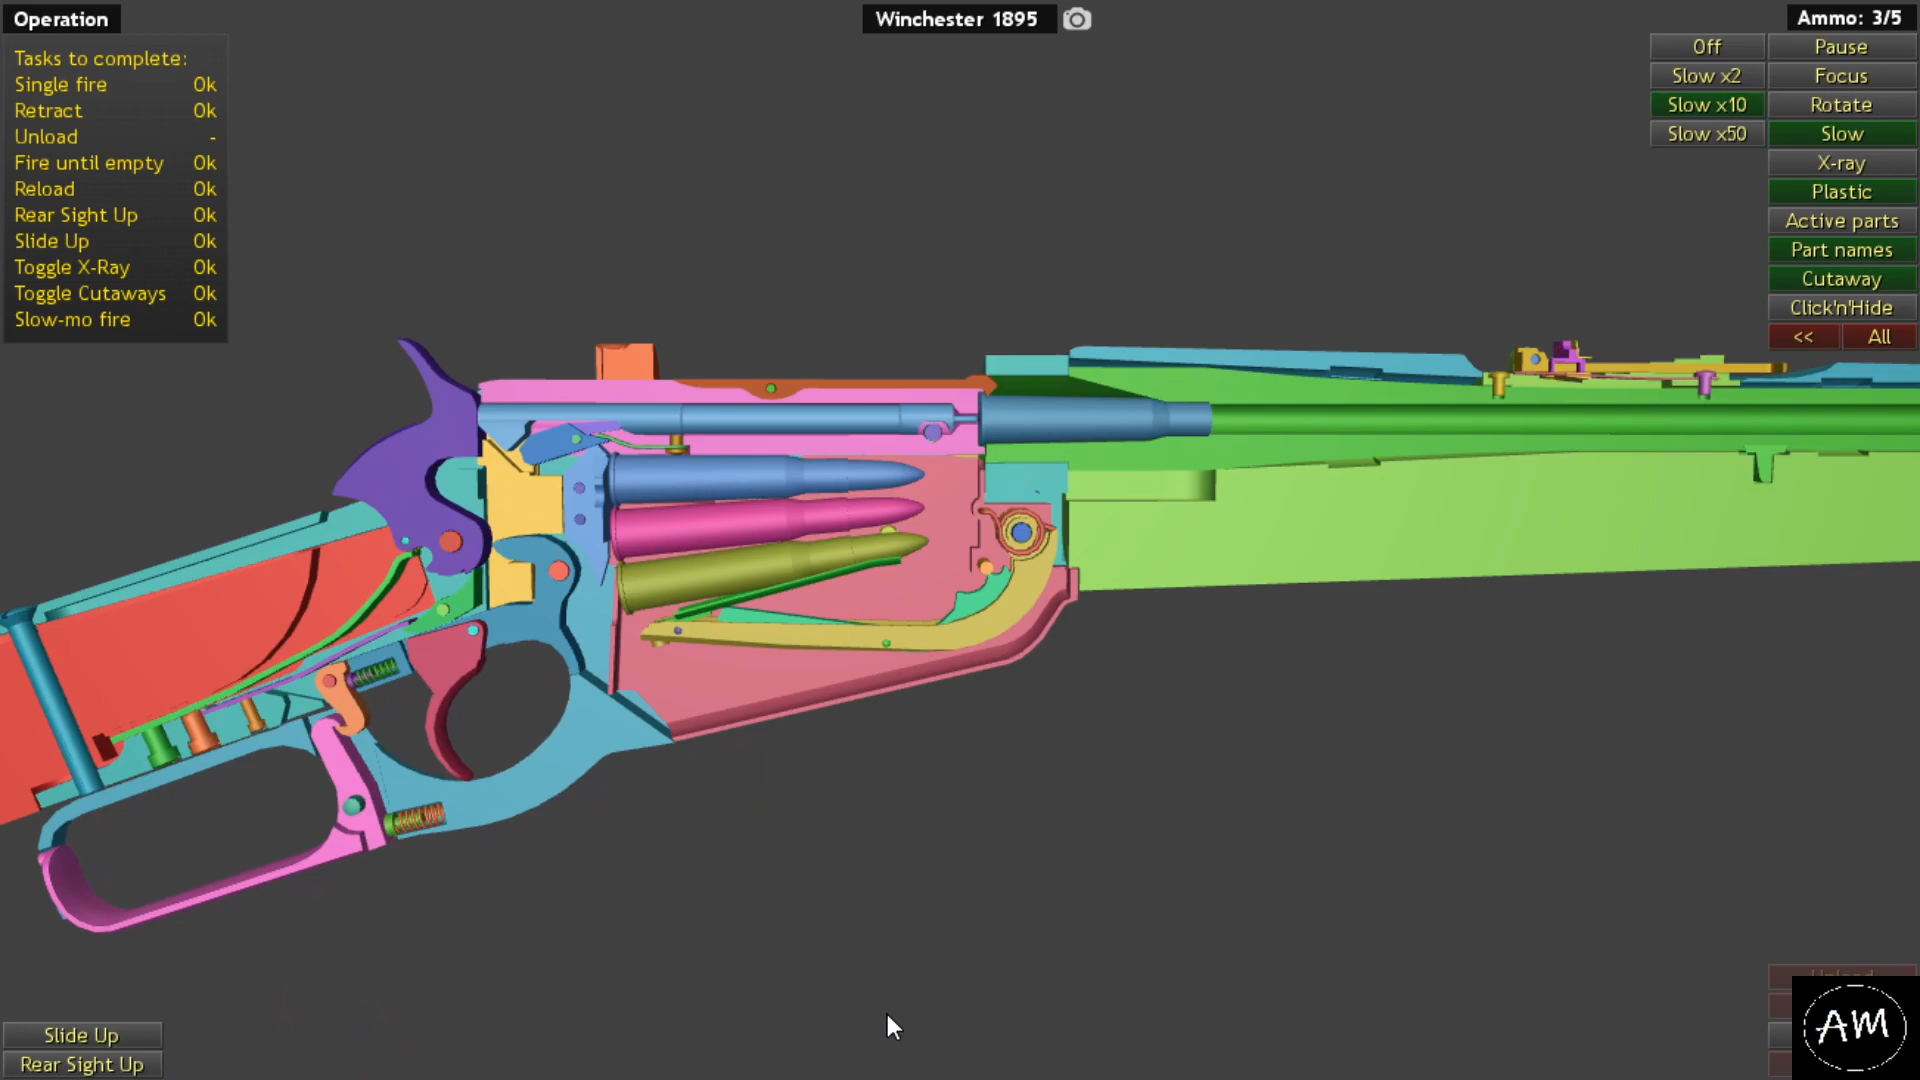 Operation
Winchester 1895
Ammo: 3/5
Tasks to complete:
Single fire Ok
Retract Ok
Unload -
Fire until empty Ok
Reload Ok
Rear Sight Up Ok
Slide Up Ok
Toggle X-Ray Ok
Toggle Cutaways Ok
Slow-mo fire Ok
Off Pause
Slow x2 Focus
Slow x10 Rotate
Slow x50 Slow
X-ray
Plastic
Active parts
Part names
Cutaway
Click'n'Hide
<< All
Slide Up
Rear Sight Up
AM